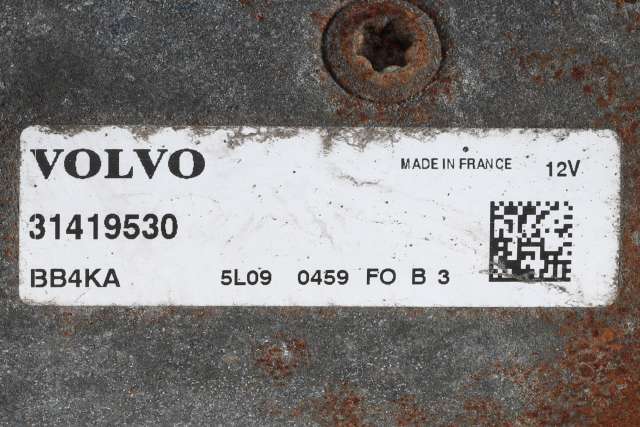 VOLVO MADE IN FRANCE 12V
31419530
BB4KA 5L09 0459 FO B 3